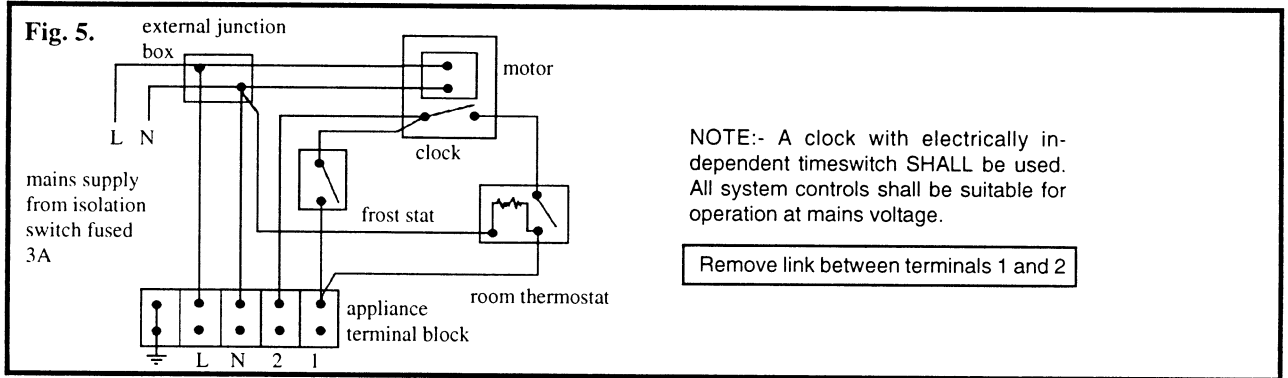 Fig. 5.
external junction
box
motor
L N
clock
mains supply
from isolation
switch fused
3A
frost stat
room thermostat
appliance
terminal block
L N 2 1
NOTE:- A clock with electrically in-
dependent timeswitch SHALL be used.
All system controls shall be suitable for
operation at mains voltage.
Remove link between terminals 1 and 2